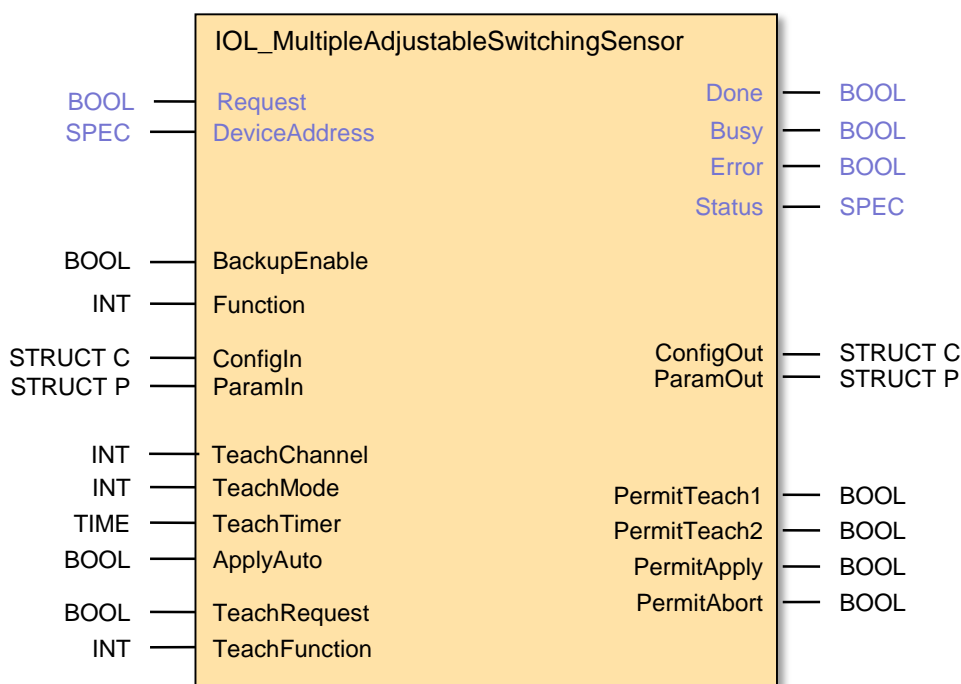 IOL_MultipleAdjustableSwitchingSensor
BOOL Request Done BOOL
SPEC DeviceAddress Busy BOOL
Error BOOL
Status SPEC
BOOL BackupEnable
INT Function
STRUCT C ConfigIn ConfigOut STRUCT C
STRUCT P ParamIn ParamOut STRUCT P
INT TeachChannel
INT TeachMode PermitTeach1 BOOL
TIME TeachTimer PermitTeach2 BOOL
BOOL ApplyAuto PermitApply BOOL
BOOL TeachRequest PermitAbort BOOL
INT TeachFunction